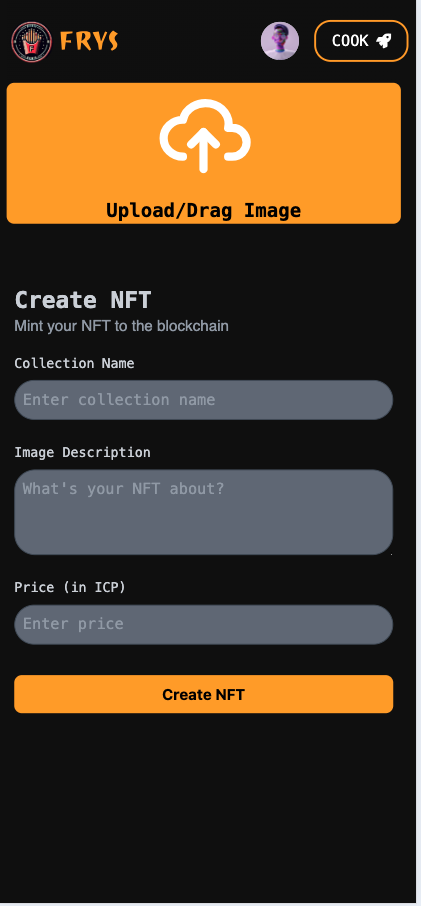 FRYS
COOK
Upload/Drag Image
Create NFT
Mint your NFT to the blockchain
Collection Name
Enter collection name
Image Description
What's your NFT about?
Price (in ICP)
Enter price
Create NFT